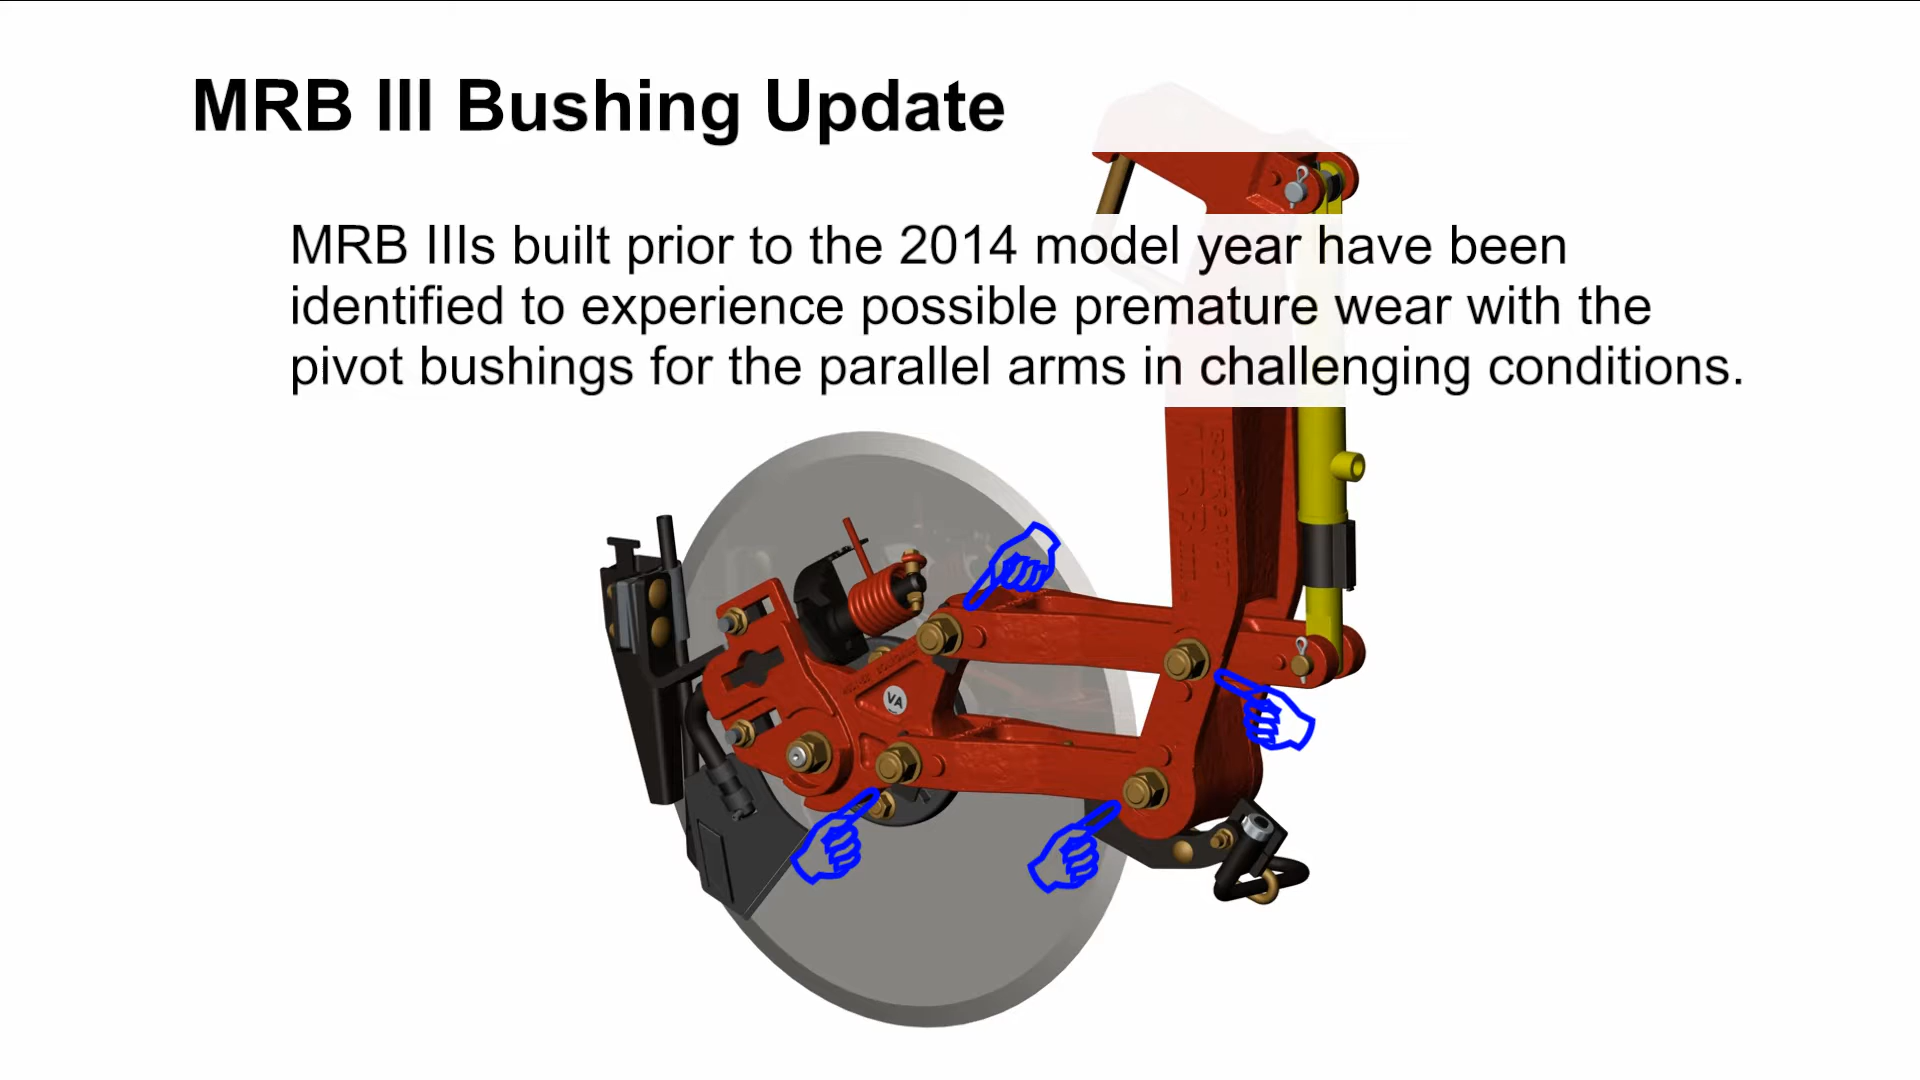 MRB III Bushing Update
MRB IIIs built prior to the 2014 model year have been
identified to experience possible premature wear with the
pivot bushings for the parallel arms in challenging conditions.
VA